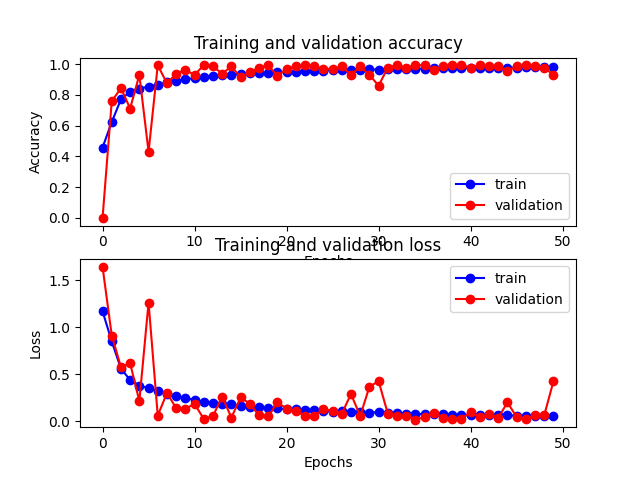 Training and validation accuracy
Accuracy
1.0
0.8
0.6
0.4
0.2
0.0
train
validation
0 10 20 30 40 50
Epochs
Training and validation loss
Loss
1.5
1.0
0.5
0.0
train
validation
0 10 20 30 40 50
Epochs